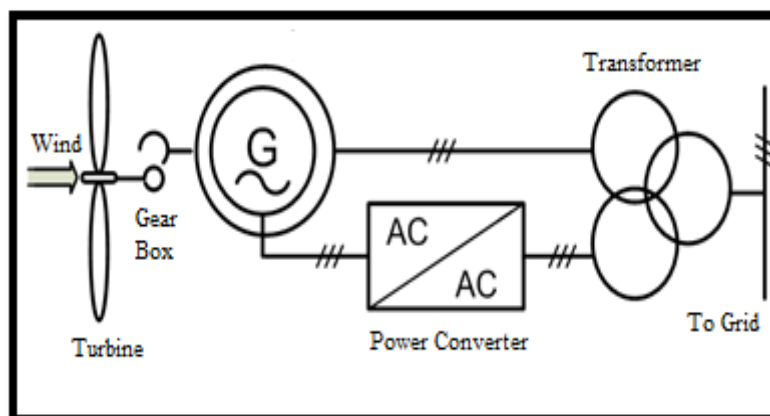 Transformer
Wind
G
Gear
Box
AC
AC
To Grid
Power Converter
Turbine